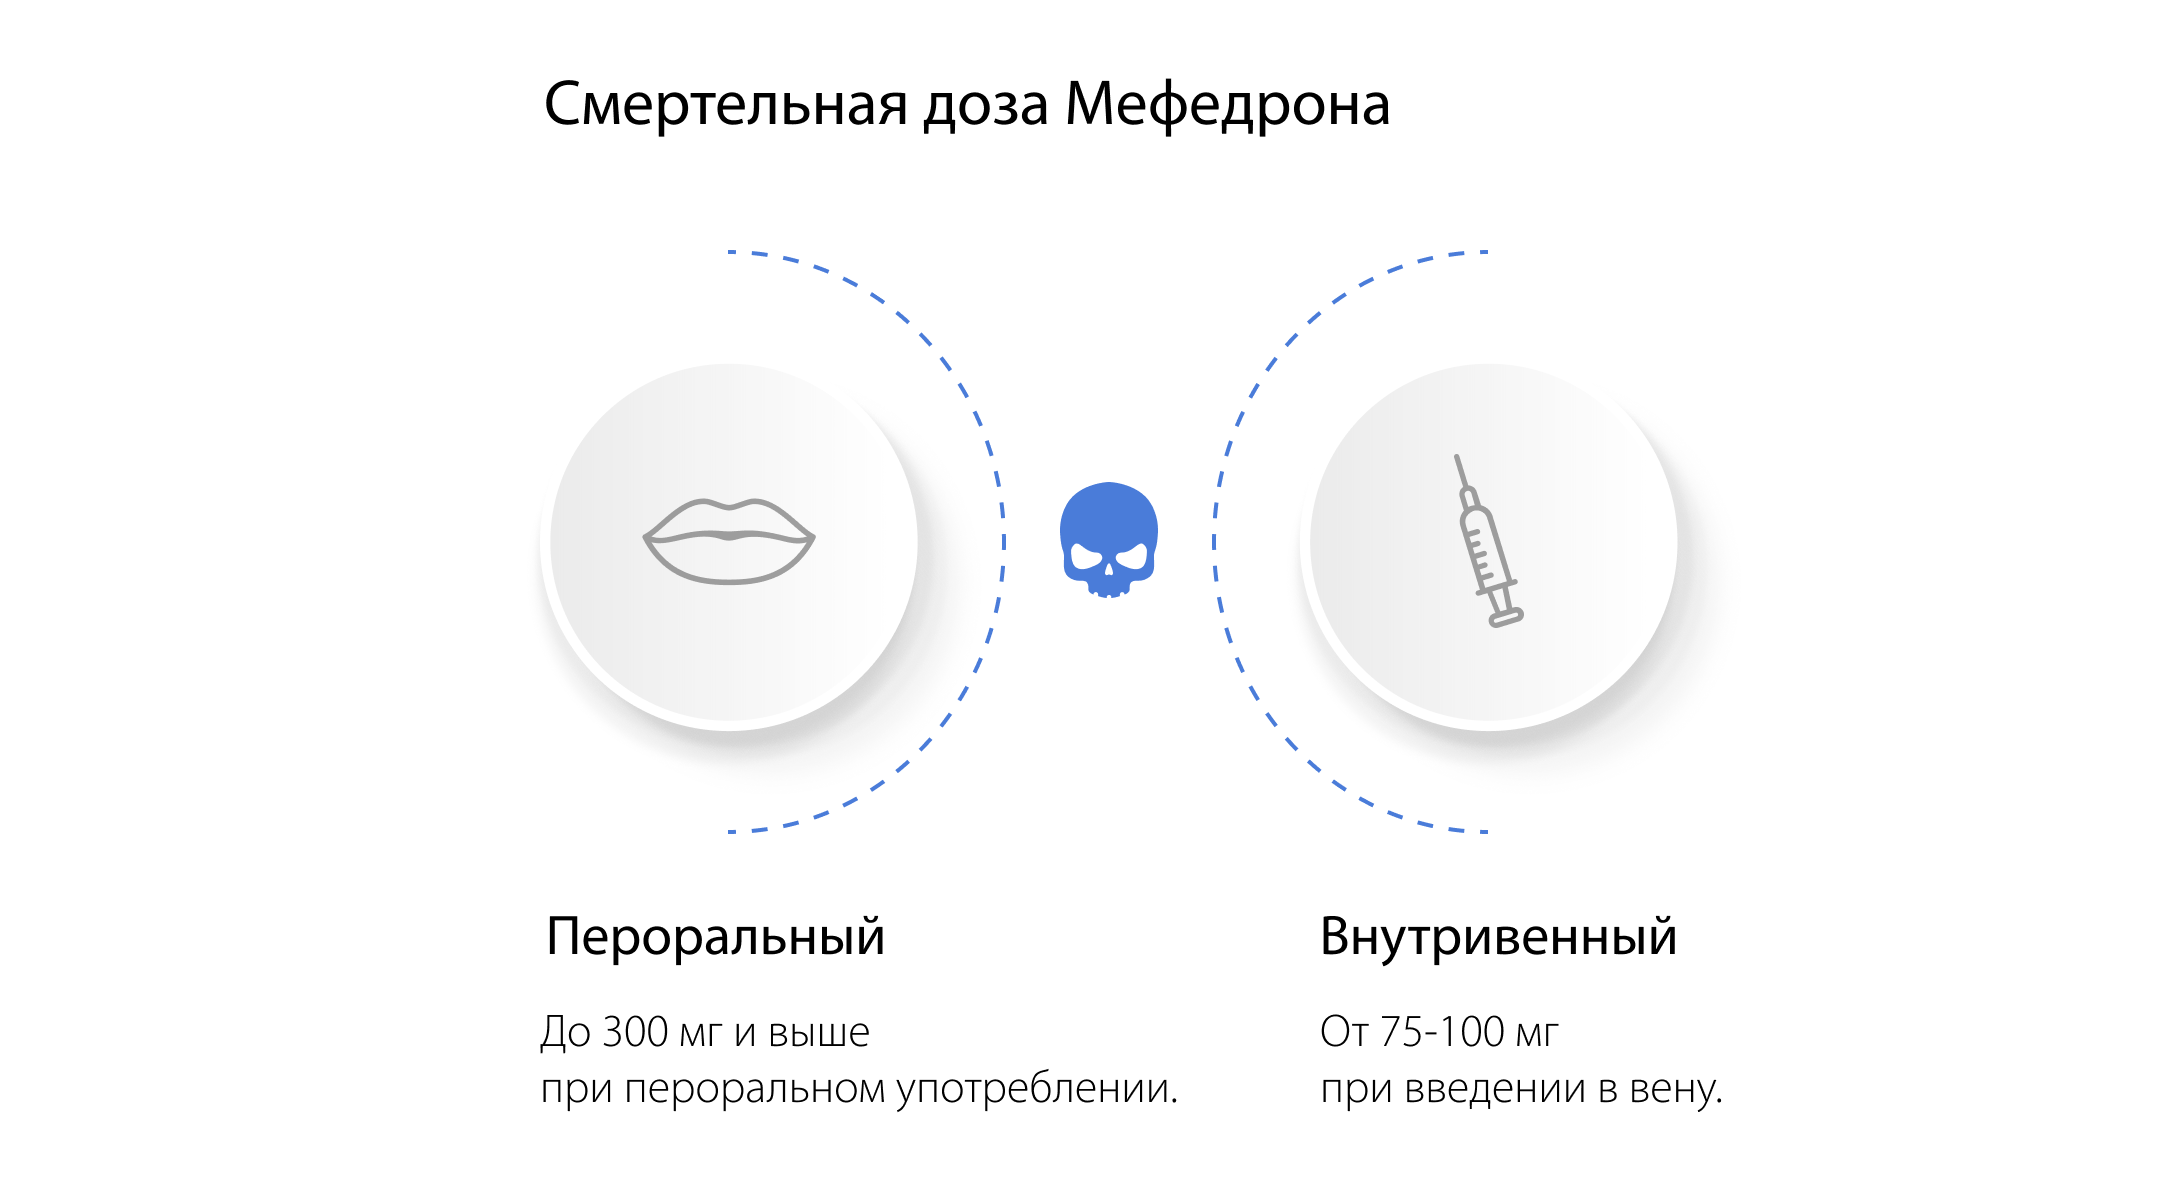 Смертельная доза Мефедрона
Пероральный
До 300 мг и выше
при пероральном употреблении.
Внутривенный
От 75-100 мг
при введении в вену.